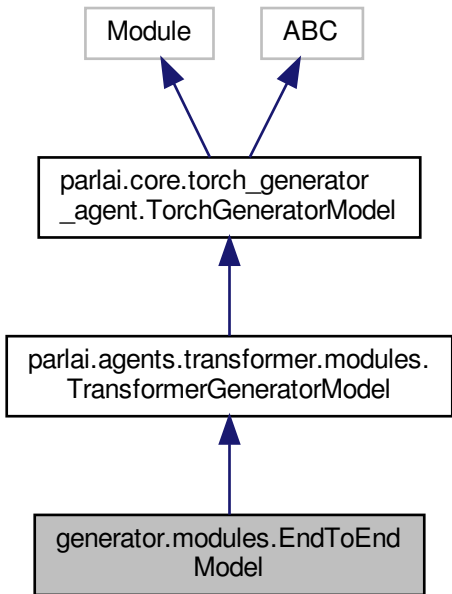 Module
ABC
parlai.core.torch_generator
_agent.TorchGeneratorModel
parlai.agents.transformer.modules.
TransformerGeneratorModel
generator.modules.EndToEnd
Model